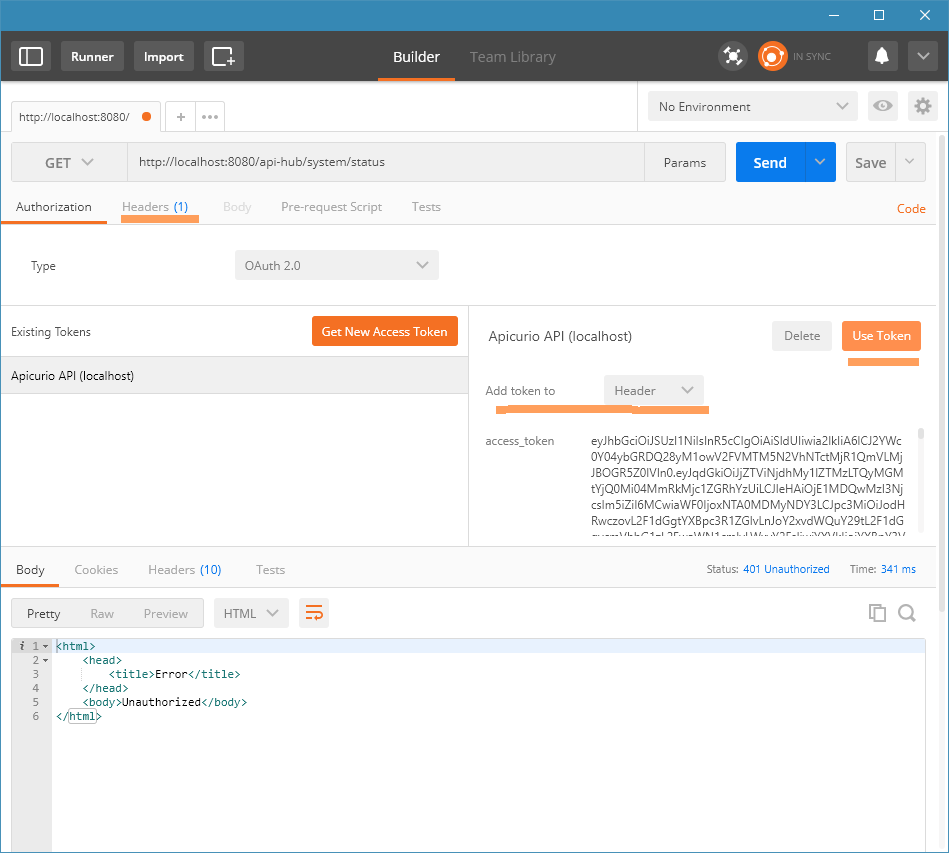 Runner
Import
Builder
Team Library
IN SYNC
http://localhost:8080/
No Environment
GET
http://localhost:8080/api-hub/system/status
Params
Send
Save
Authorization
Headers (1)
Body
Pre-request Script
Tests
Code
Type
OAuth 2.0
Existing Tokens
Get New Access Token
Apicurio API (localhost)
Apicurio API (localhost)
Delete
Use Token
Add token to
Header
access_token
Body
Cookies
Headers (10)
Tests
Status: 401 Unauthorized
Time: 341 ms
Pretty
Raw
Preview
HTML
i 1 <html>
2 <head>
3 <title>Error</title>
4 </head>
5 <body>Unauthorized</body>
6 </html>